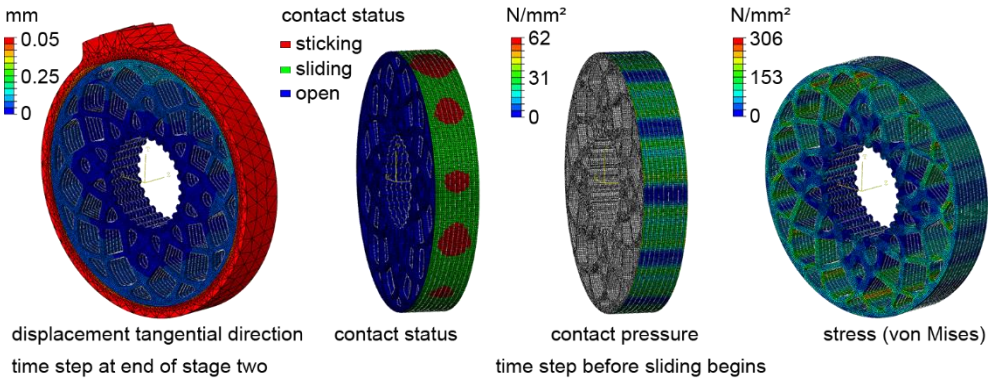 mm
0.05
0.25
0
contact status
sticking
sliding
open
N/mm²
62
31
0
N/mm²
306
153
0
displacement tangential direction
contact status
contact pressure
stress (von Mises)
time step at end of stage two
time step before sliding begins